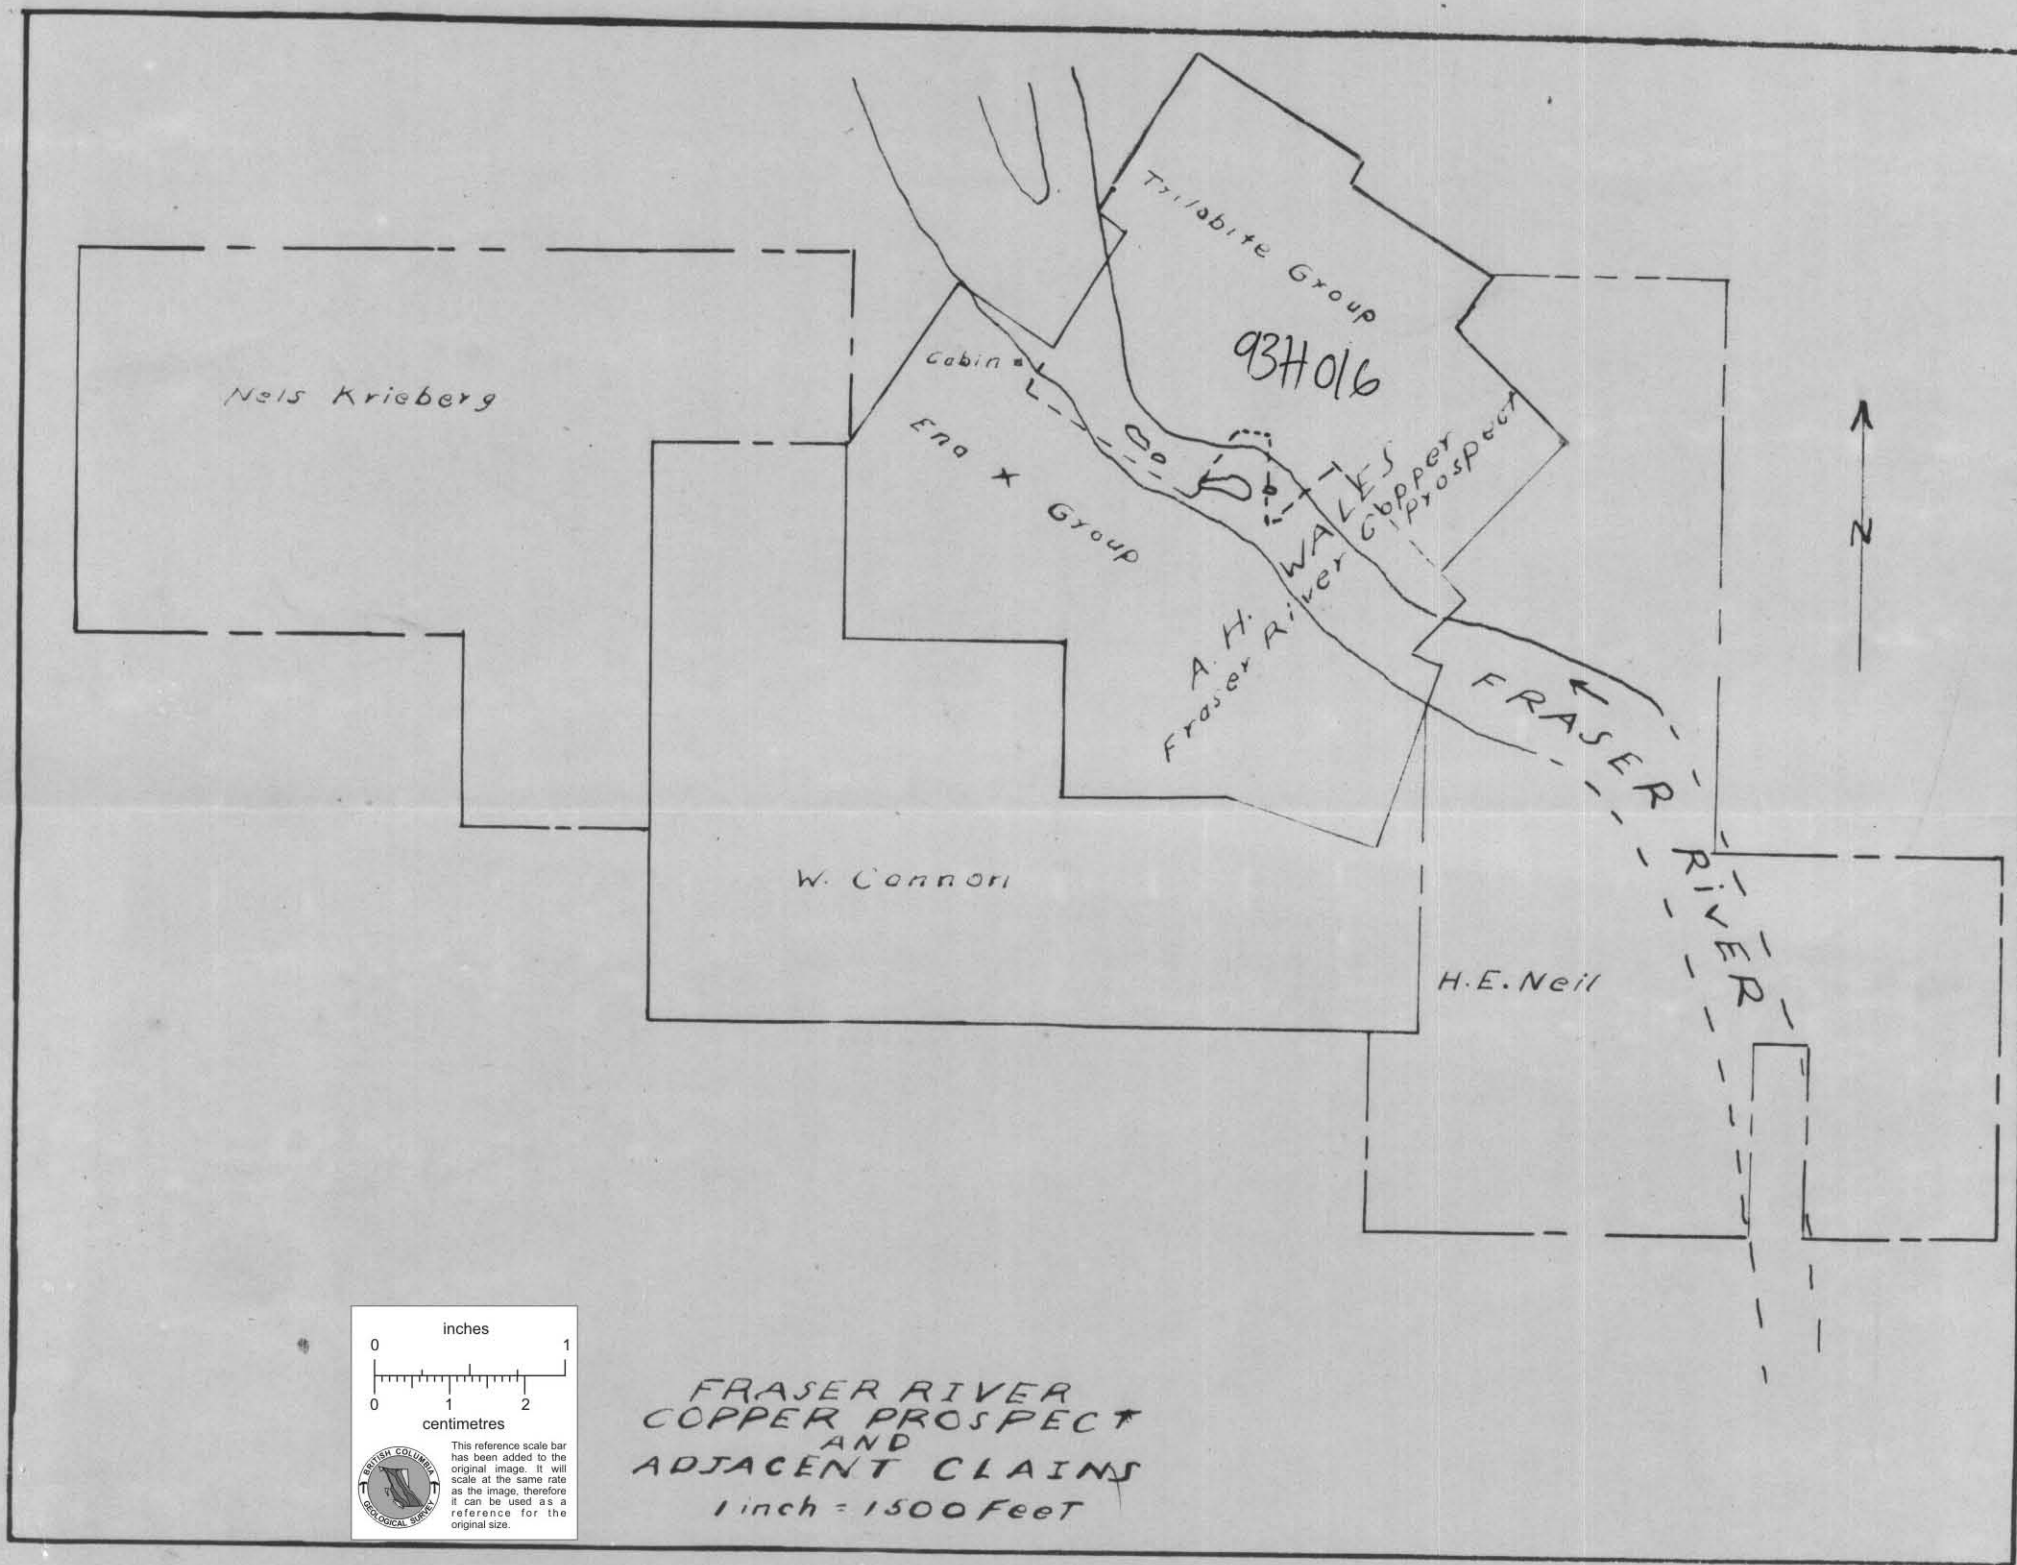 Trilobite Group
93H016
Nels Krieberg
Cabin
Ena Group
A. H. WALES
Fraser River Copper
prospect
N
FRASER RIVER
W. Connon
H.E. Neil
inches
0 1
0 1 2
centimetres
BRITISH COLUMBIA
GEOLOGICAL SURVEY
This reference scale bar
has been added to the
original image. It will
scale at the same rate
as the image, therefore
it can be used as a
reference for the
original size.
FRASER RIVER
COPPER PROSPECT
AND
ADJACENT CLAINS
1 inch = 1500 FeeT